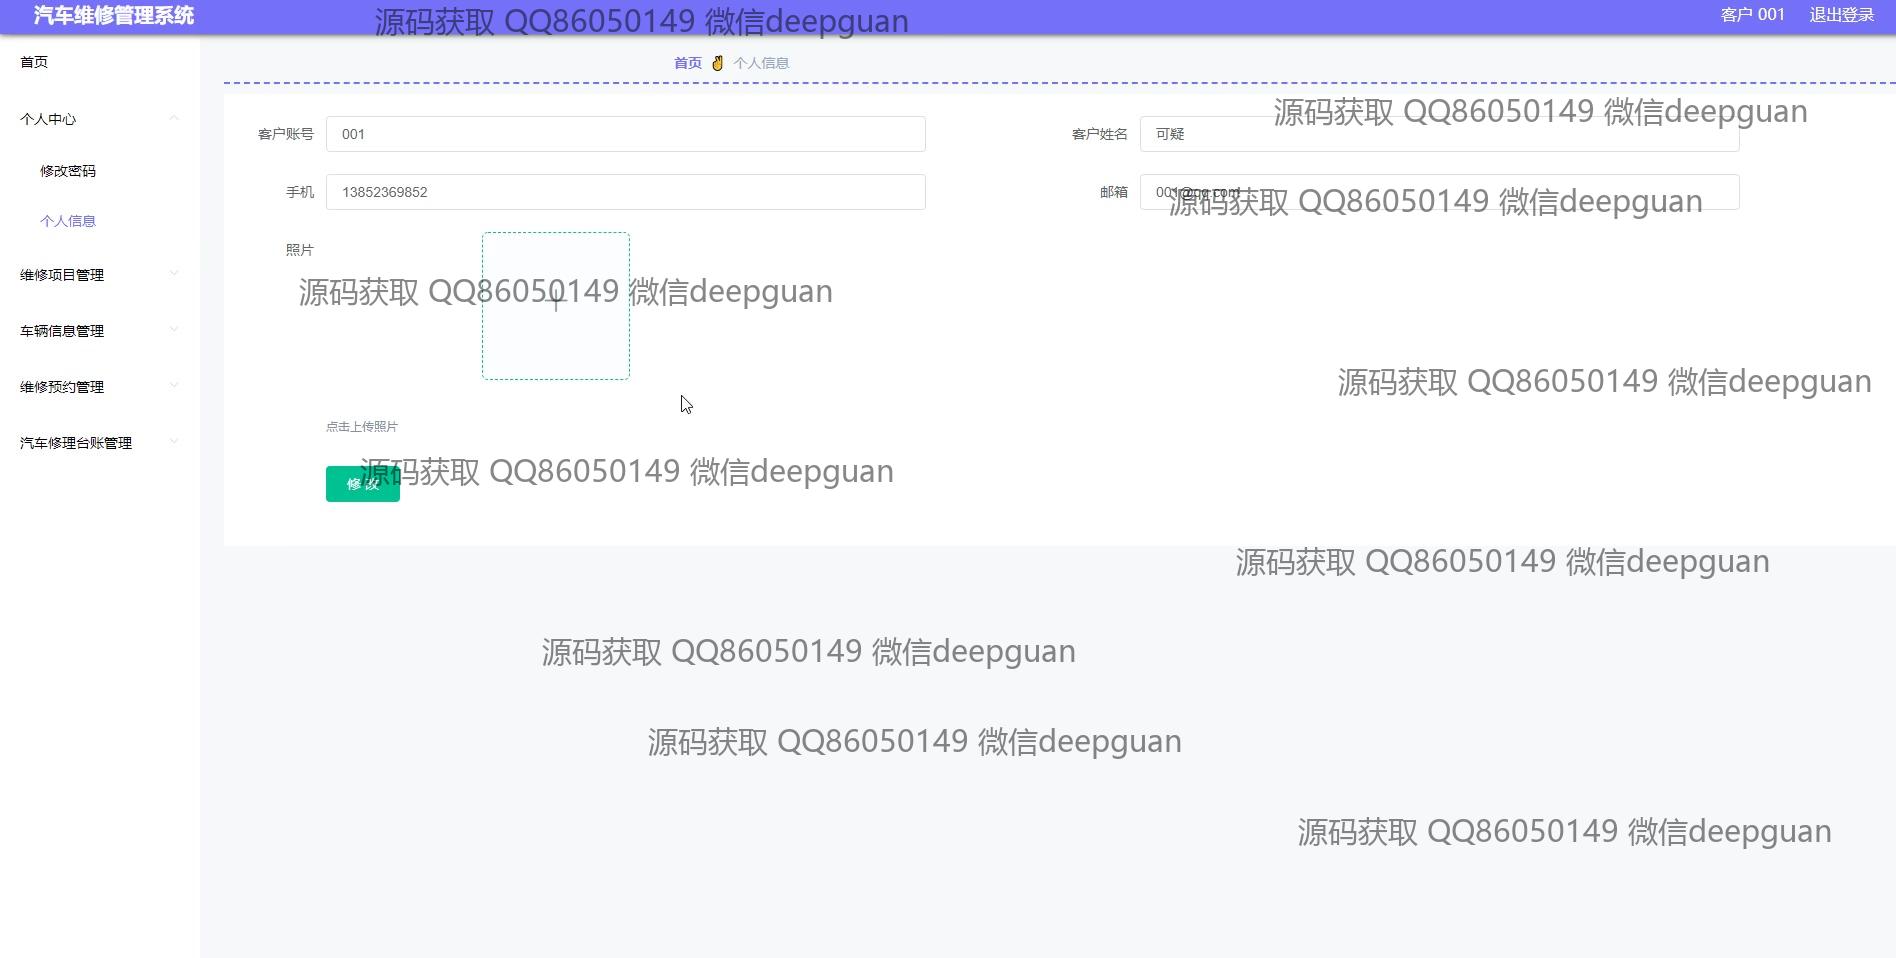 汽车维修管理系统
源码获取 QQ86050149 微信deepguan
客户 001 退出登录
首页
首页 个人信息
个人中心
源码获取 QQ86050149 微信deepguan
客户账号 001
客户姓名 可疑
修改密码
手机 13852369852
邮箱 001@qq.com
源码获取 QQ86050149 微信deepguan
个人信息
照片
维修项目管理
源码获取 QQ86050149 微信deepguan
车辆信息管理
维修预约管理
源码获取 QQ86050149 微信deepguan
点击上传照片
汽车修理台账管理
源码获取 QQ86050149 微信deepguan
修改
源码获取 QQ86050149 微信deepguan
源码获取 QQ86050149 微信deepguan
源码获取 QQ86050149 微信deepguan
源码获取 QQ86050149 微信deepguan